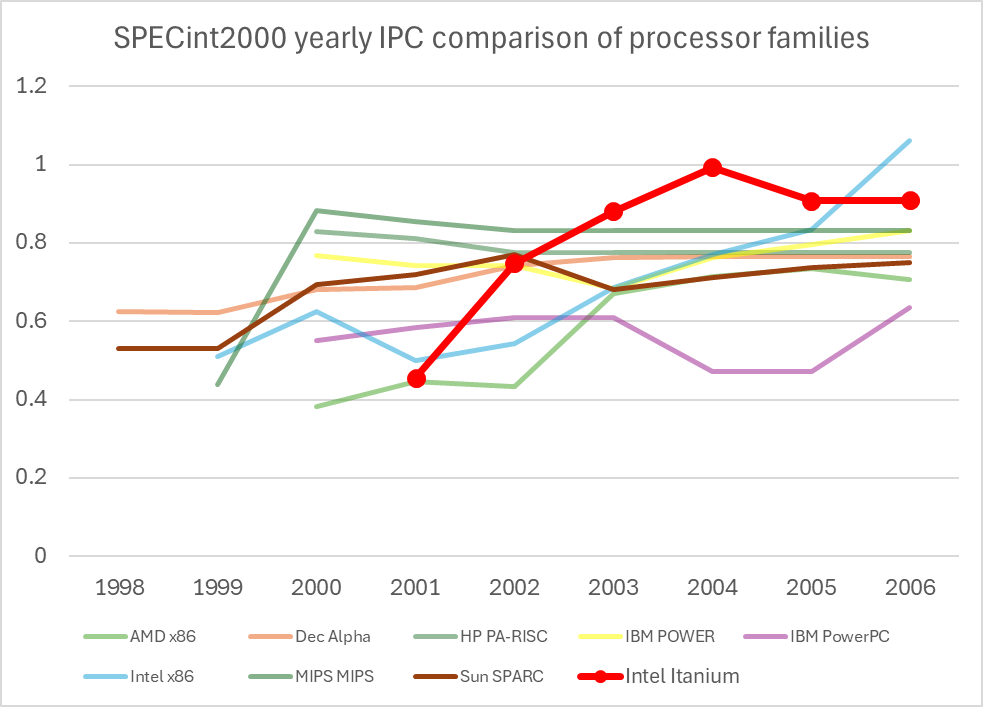 SPECint2000 yearly IPC comparison of processor families
1.2
1
0.8
0.6
0.4
0.2
0
1998 1999 2000 2001 2002 2003 2004 2005 2006
AMD x86 Dec Alpha HP PA-RISC IBM POWER IBM PowerPC
Intel x86 MIPS MIPS Sun SPARC Intel Itanium